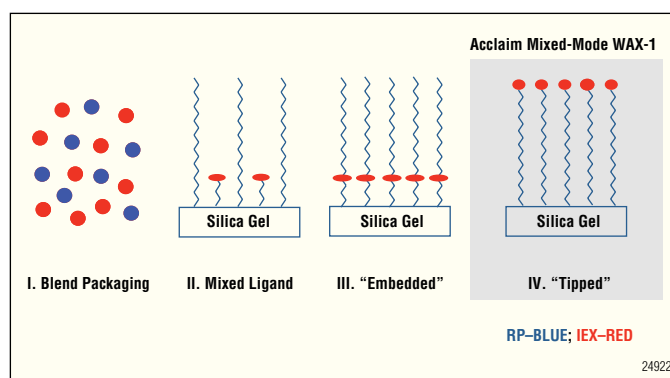 Acclaim Mixed-Mode WAX-1
Silica Gel
Silica Gel
Silica Gel
I. Blend Packaging
II. Mixed Ligand
III. “Embedded”
IV. “Tipped”
RP–BLUE; IEX–RED
24922